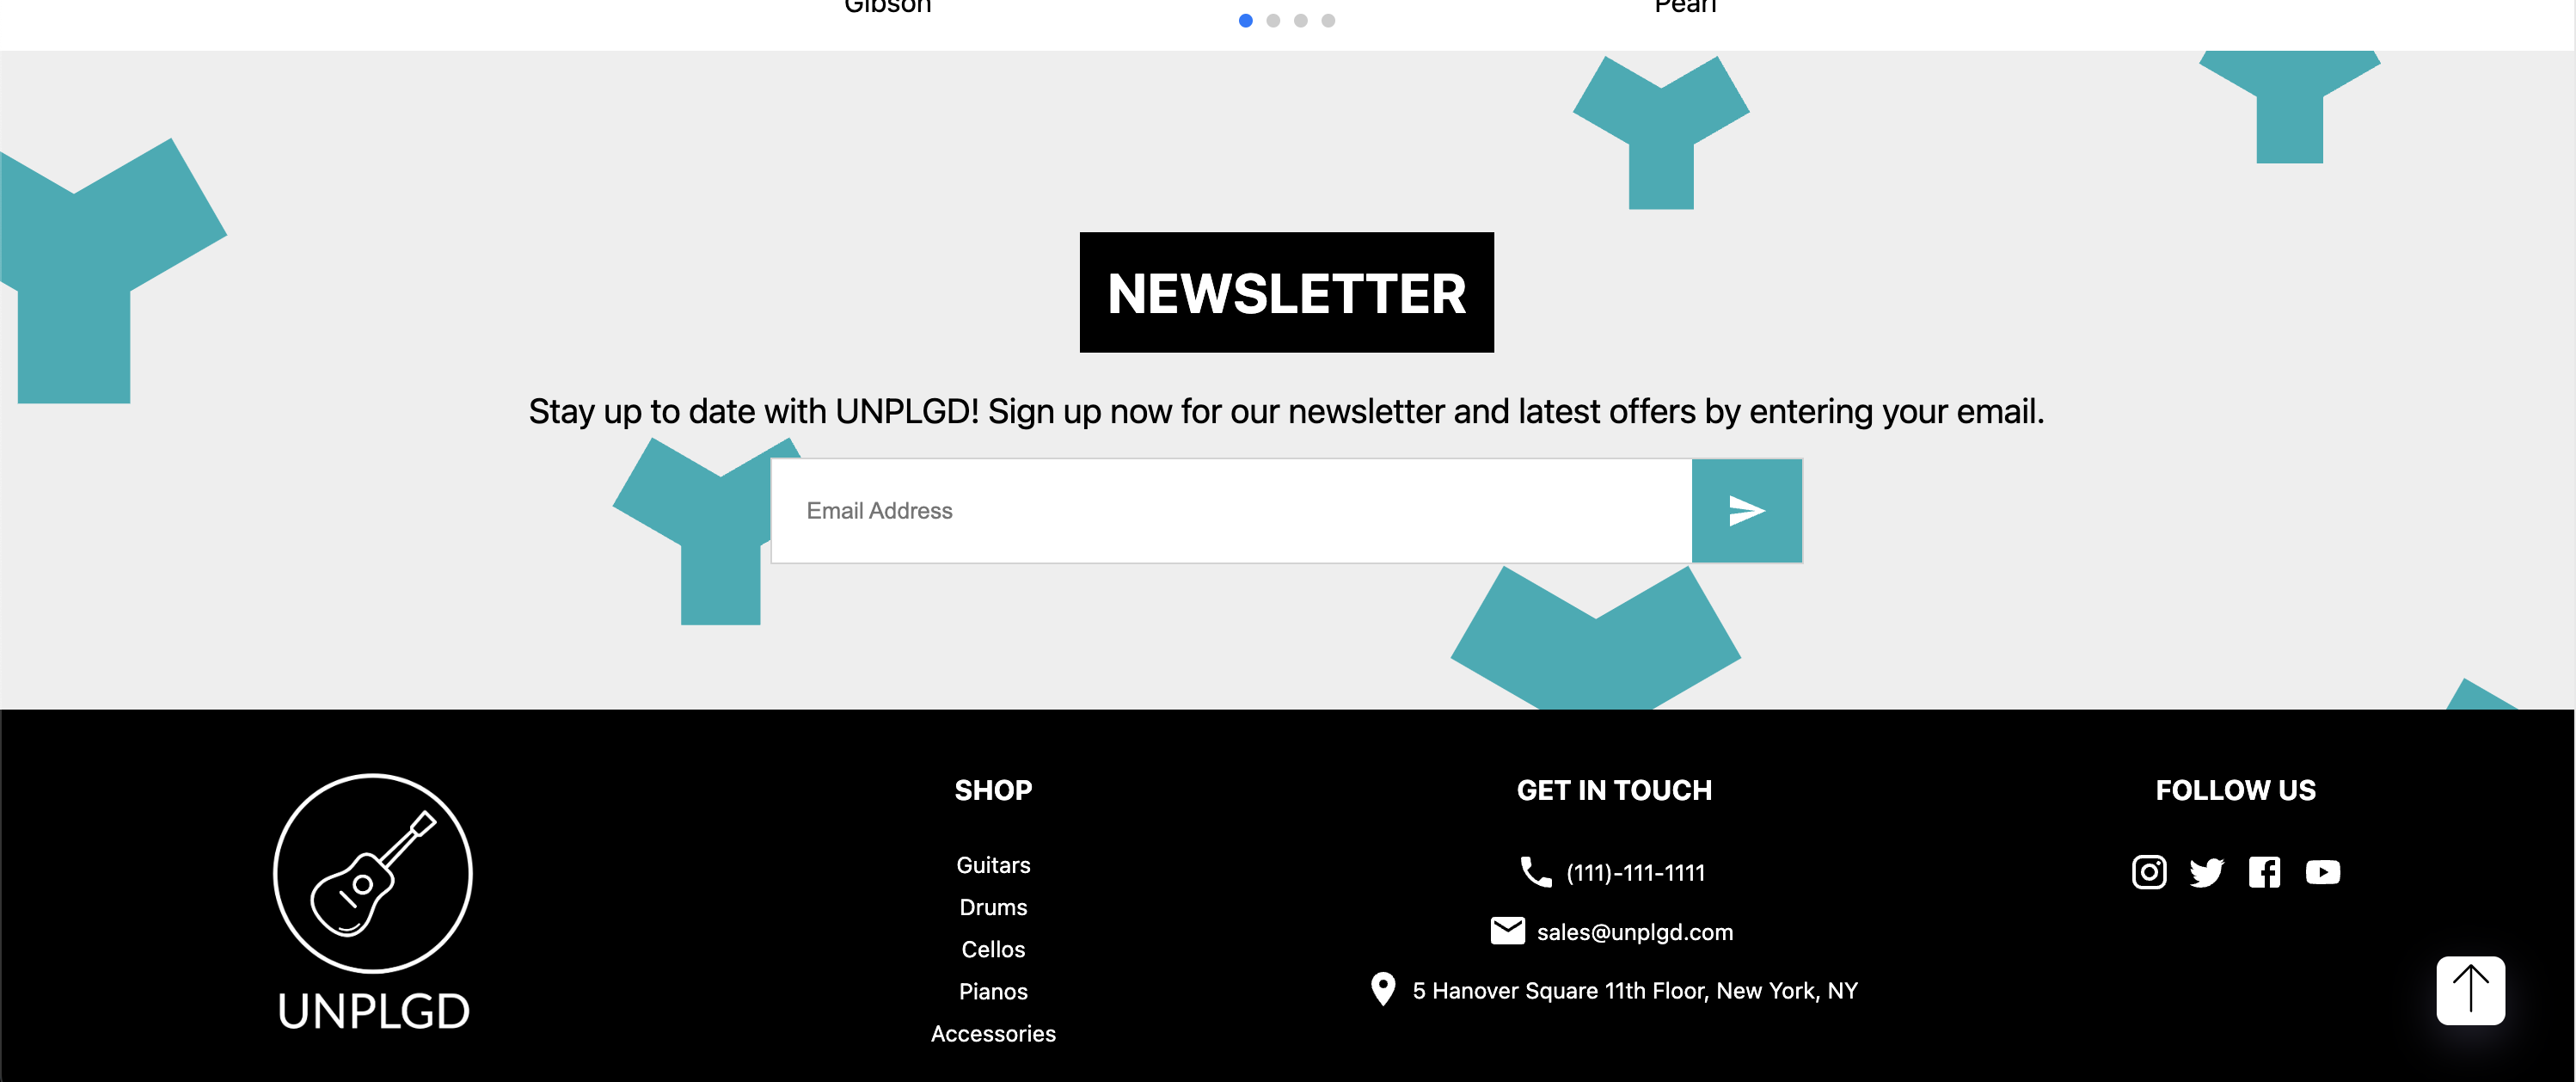 Gibson
Pearl
NEWSLETTER
Stay up to date with UNPLGD! Sign up now for our newsletter and latest offers by entering your email.
Email Address
UNPLGD
SHOP
Guitars
Drums
Cellos
Pianos
Accessories
GET IN TOUCH
(111)-111-1111
sales@unplgd.com
5 Hanover Square 11th Floor, New York, NY
FOLLOW US